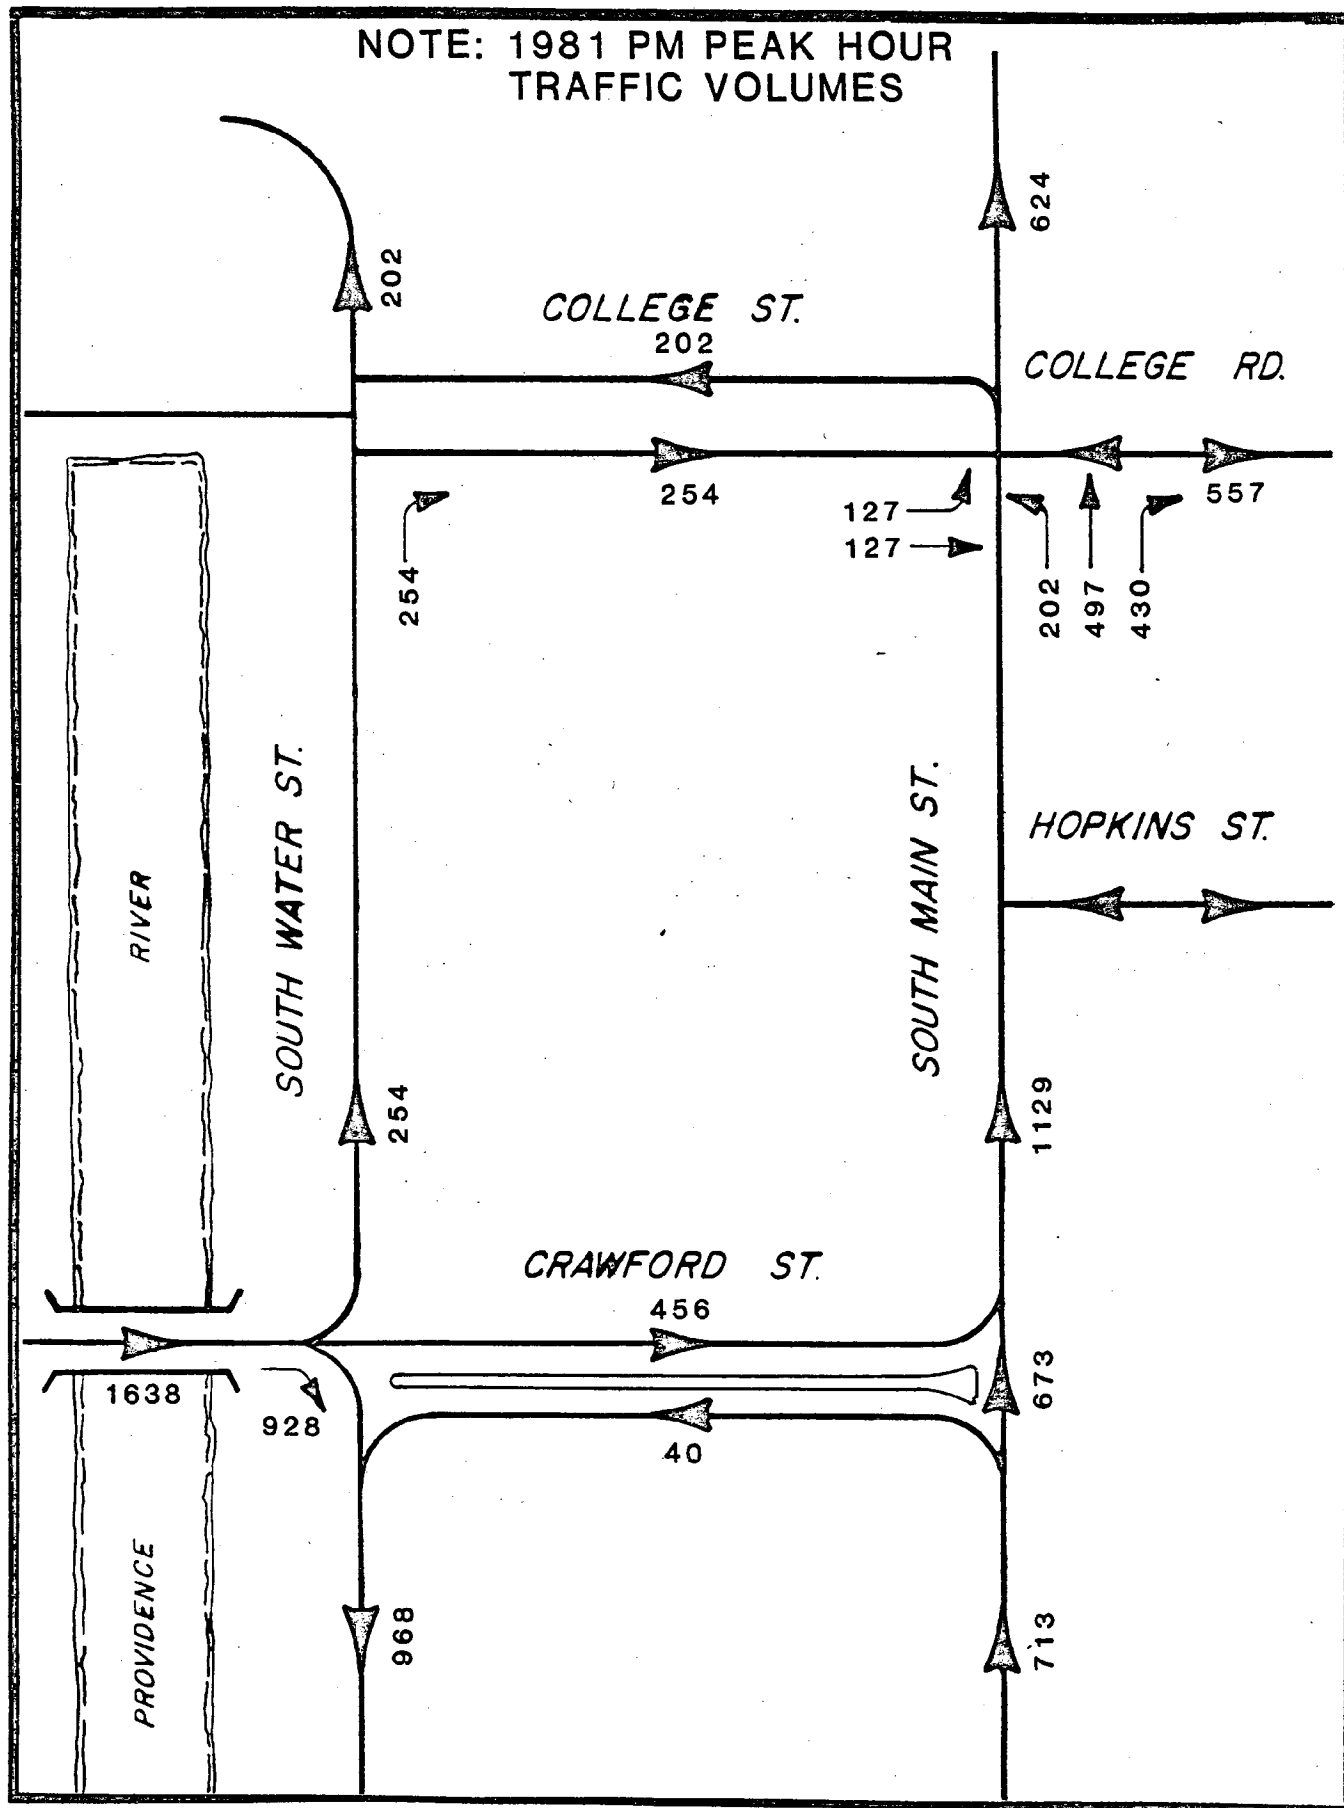 NOTE: 1981 PM PEAK HOUR
TRAFFIC VOLUMES
624
202
COLLEGE ST.
202
COLLEGE RD.
254
557
127
127
254
202
497
430
SOUTH WATER ST.
SOUTH MAIN ST.
HOPKINS ST.
RIVER
254
1129
CRAWFORD ST.
456
1638
928
673
40
PROVIDENCE
968
713